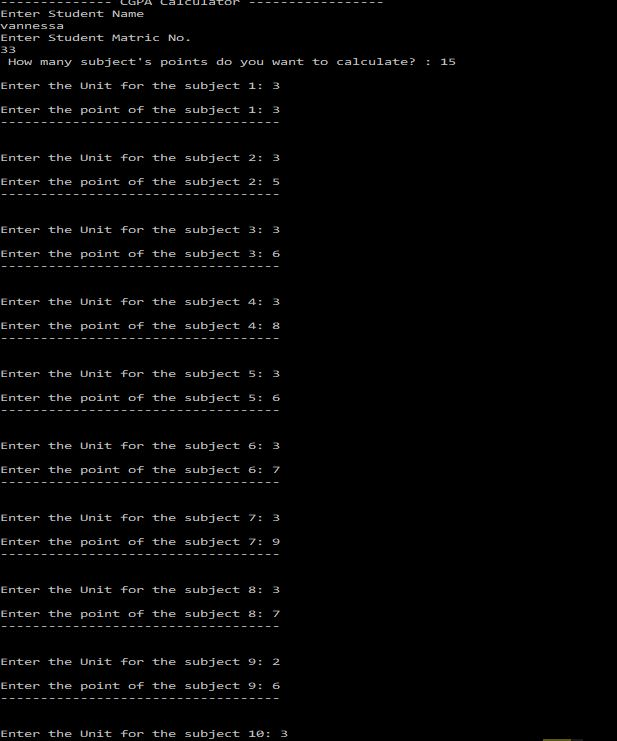 -------------- CGPA Calculator -----------------
Enter Student Name
vannessa
Enter Student Matric No.
33
How many subject's points do you want to calculate? : 15
Enter the Unit for the subject 1: 3
Enter the point of the subject 1: 3
-----------------------------------
Enter the Unit for the subject 2: 3
Enter the point of the subject 2: 5
-----------------------------------
Enter the Unit for the subject 3: 3
Enter the point of the subject 3: 6
-----------------------------------
Enter the Unit for the subject 4: 3
Enter the point of the subject 4: 8
-----------------------------------
Enter the Unit for the subject 5: 3
Enter the point of the subject 5: 6
-----------------------------------
Enter the Unit for the subject 6: 3
Enter the point of the subject 6: 7
-----------------------------------
Enter the Unit for the subject 7: 3
Enter the point of the subject 7: 9
-----------------------------------
Enter the Unit for the subject 8: 3
Enter the point of the subject 8: 7
-----------------------------------
Enter the Unit for the subject 9: 2
Enter the point of the subject 9: 6
-----------------------------------
Enter the Unit for the subject 10: 3